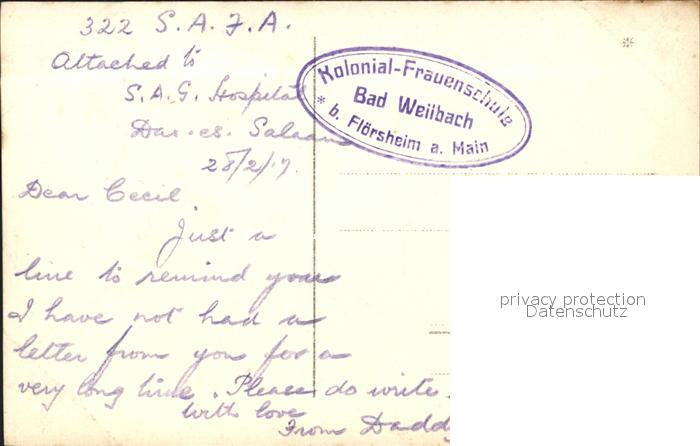 322 S. A. F. A.
Attached to
S. A. G. Hospital
Dar-es. Salaam
28/2/17.
Dear Cecil
Just a
line to remind you
I have not had a
letter from you for a
very long time. Please do write.
With love
From Daddy
Kolonial-Frauenschule
Bad Weilbach
* b. Flörsheim a. Main
privacy protection
Datenschutz